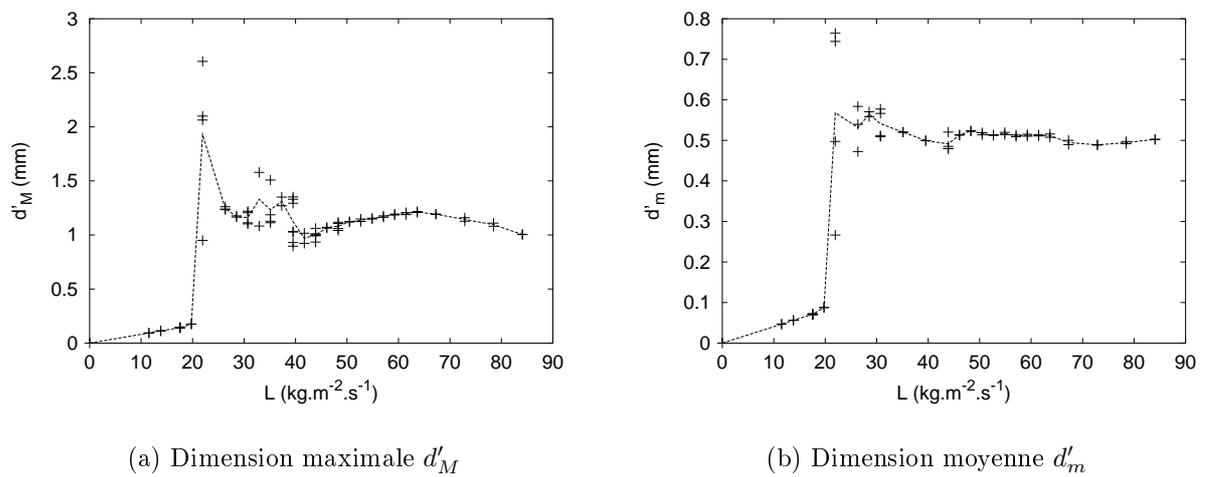 3
2.5
2
1.5
1
0.5
0
d'M (mm)
0 10 20 30 40 50 60 70 80 90
L (kg.m-2.s-1)
(a) Dimension maximale d′M
0.8
0.7
0.6
0.5
0.4
0.3
0.2
0.1
0
d'm (mm)
0 10 20 30 40 50 60 70 80 90
L (kg.m-2.s-1)
(b) Dimension moyenne d′m